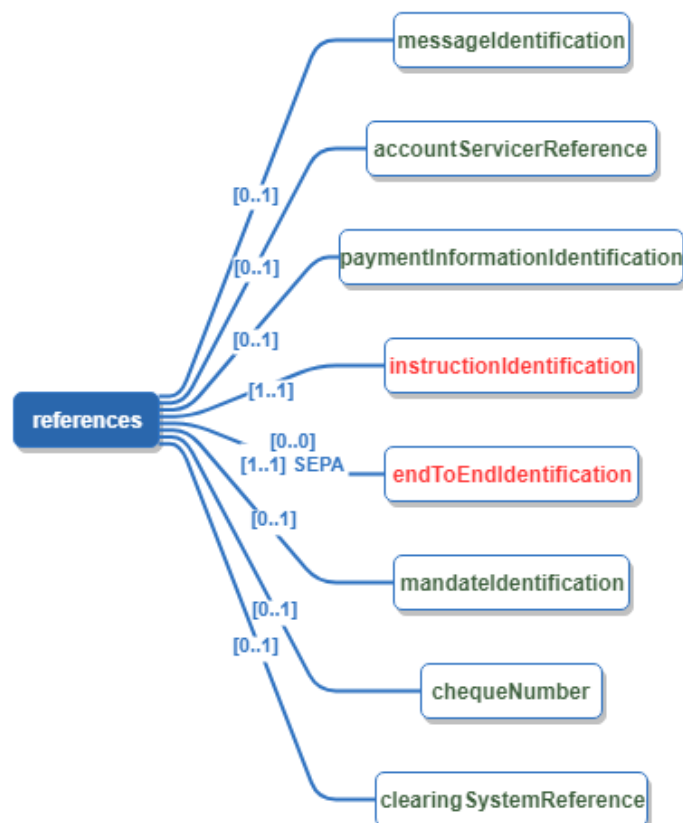 messageIdentification
accountServicerReference
[0..1]
paymentInformationIdentification
[0..1]
[0..1]
instructionIdentification
[1..1]
references
[0..0]
[1..1] SEPA
endToEndIdentification
[0..1]
mandateIdentification
[0..1]
[0..1]
chequeNumber
clearingSystemReference